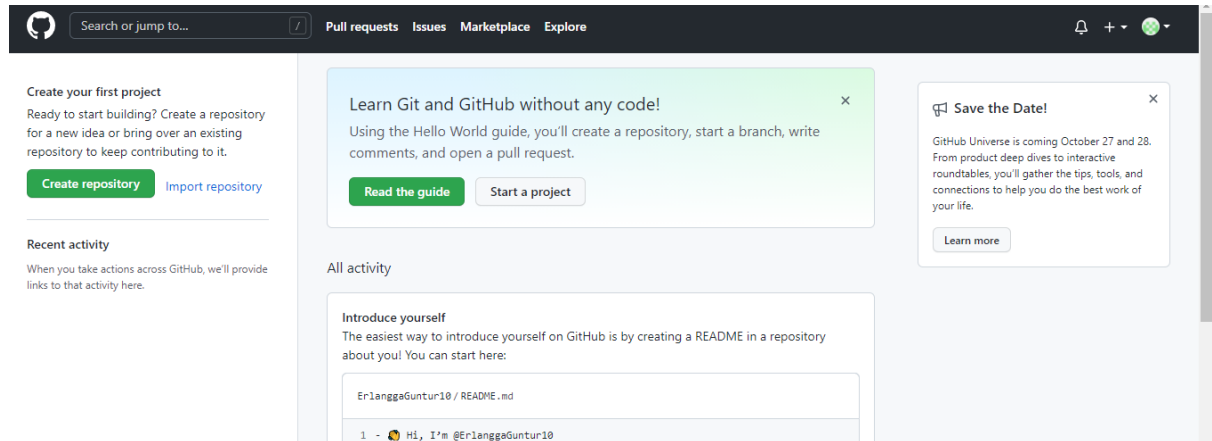 Search or jump to...
/
Pull requests Issues Marketplace Explore
Create your first project
Ready to start building? Create a repository
for a new idea or bring over an existing
repository to keep contributing to it.
Create repository Import repository
Recent activity
When you take actions across GitHub, we'll provide
links to that activity here.
Learn Git and GitHub without any code!
Using the Hello World guide, you'll create a repository, start a branch, write
comments, and open a pull request.
Read the guide Start a project
All activity
Introduce yourself
The easiest way to introduce yourself on GitHub is by creating a README in a repository
about you! You can start here:
ErlanggaGuntur10 / README.md
1 - 👋 Hi, I'm @ErlanggaGuntur10
Save the Date!
GitHub Universe is coming October 27 and 28.
From product deep dives to interactive
roundtables, you'll gather the tips, tools, and
connections to help you do the best work of
your life.
Learn more